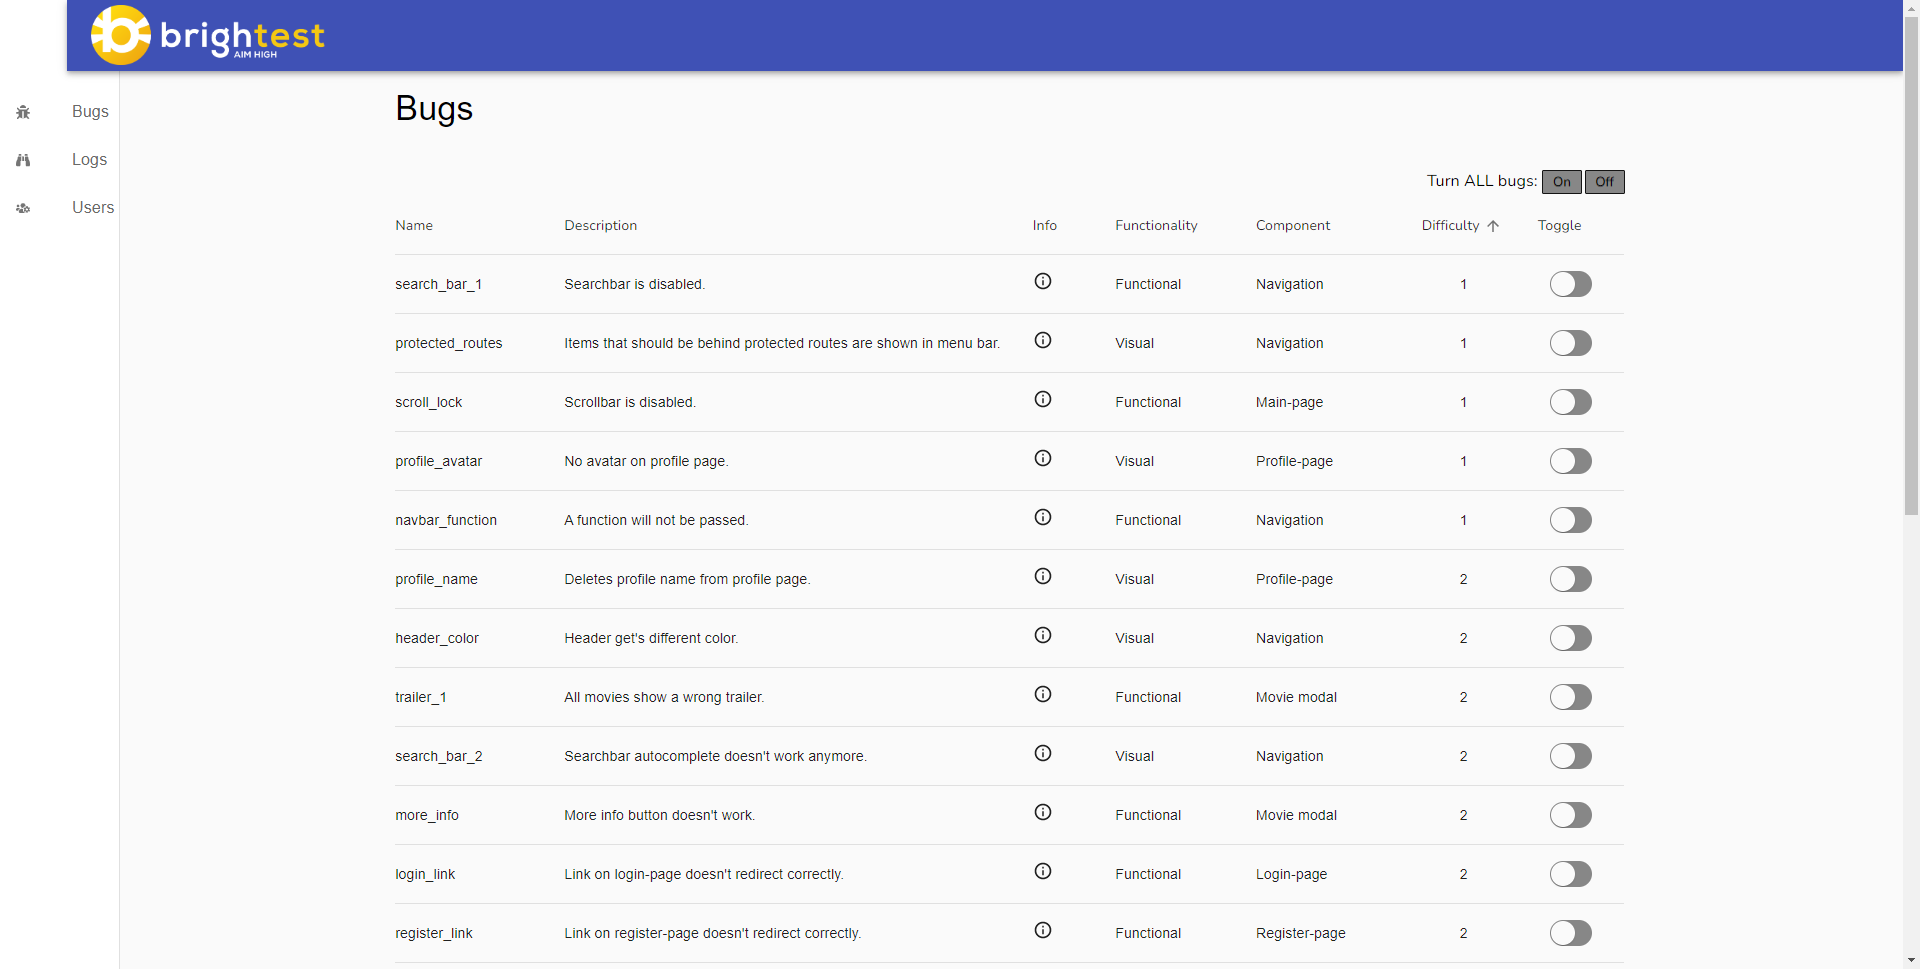 brightest
AIM HIGH
Bugs
Logs
Users
Bugs
Turn ALL bugs: On Off
Name Description Info Functionality Component Difficulty Toggle
search_bar_1 Searchbar is disabled. Functional Navigation 1
protected_routes Items that should be behind protected routes are shown in menu bar. Visual Navigation 1
scroll_lock Scrollbar is disabled. Functional Main-page 1
profile_avatar No avatar on profile page. Visual Profile-page 1
navbar_function A function will not be passed. Functional Navigation 1
profile_name Deletes profile name from profile page. Visual Profile-page 2
header_color Header get's different color. Visual Navigation 2
trailer_1 All movies show a wrong trailer. Functional Movie modal 2
search_bar_2 Searchbar autocomplete doesn't work anymore. Visual Navigation 2
more_info More info button doesn't work. Functional Movie modal 2
login_link Link on login-page doesn't redirect correctly. Functional Login-page 2
register_link Link on register-page doesn't redirect correctly. Functional Register-page 2